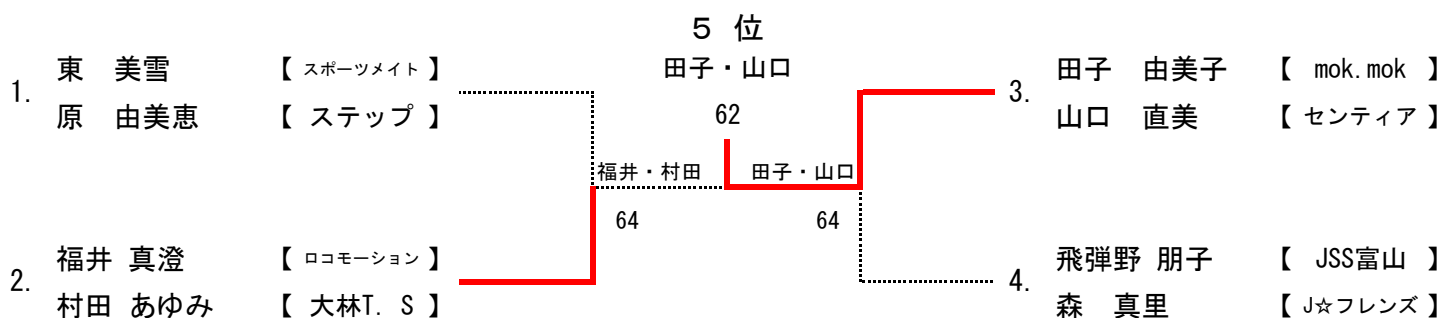 5 位
田子・山口
62
1.
東 美雪 【 スポーツメイト 】
原 由美恵 【 ステップ 】
2.
福井 真澄 【 ロコモーション 】
村田 あゆみ 【 大林T. S 】
福井・村田
64
田子・山口
64
3.
田子 由美子 【 mok.mok 】
山口 直美 【 センティア 】
4.
飛弾野 朋子 【 JSS富山 】
森 真里 【 J☆フレンズ 】